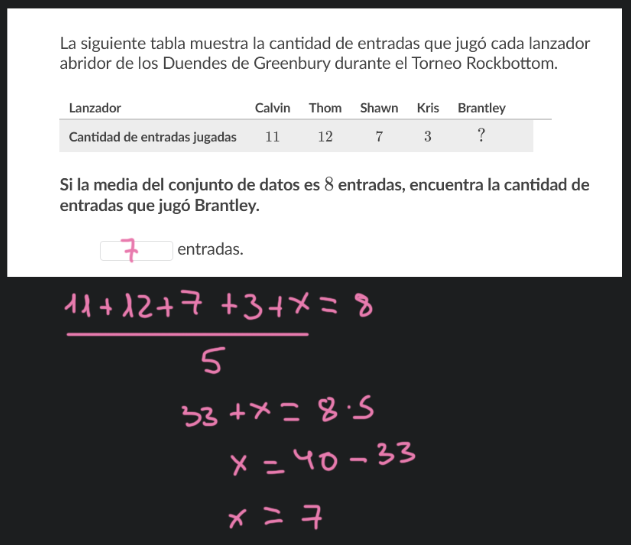 La siguiente tabla muestra la cantidad de entradas que jugó cada lanzador
abridor de los Duendes de Greenbury durante el Torneo Rockbottom.
Lanzador Calvin Thom Shawn Kris Brantley
Cantidad de entradas jugadas 11 12 7 3 ?
Si la media del conjunto de datos es 8 entradas, encuentra la cantidad de
entradas que jugó Brantley.
7 entradas.
11+12+7+3+x = 8
5
33 + x = 8·5
x = 40 - 33
x = 7